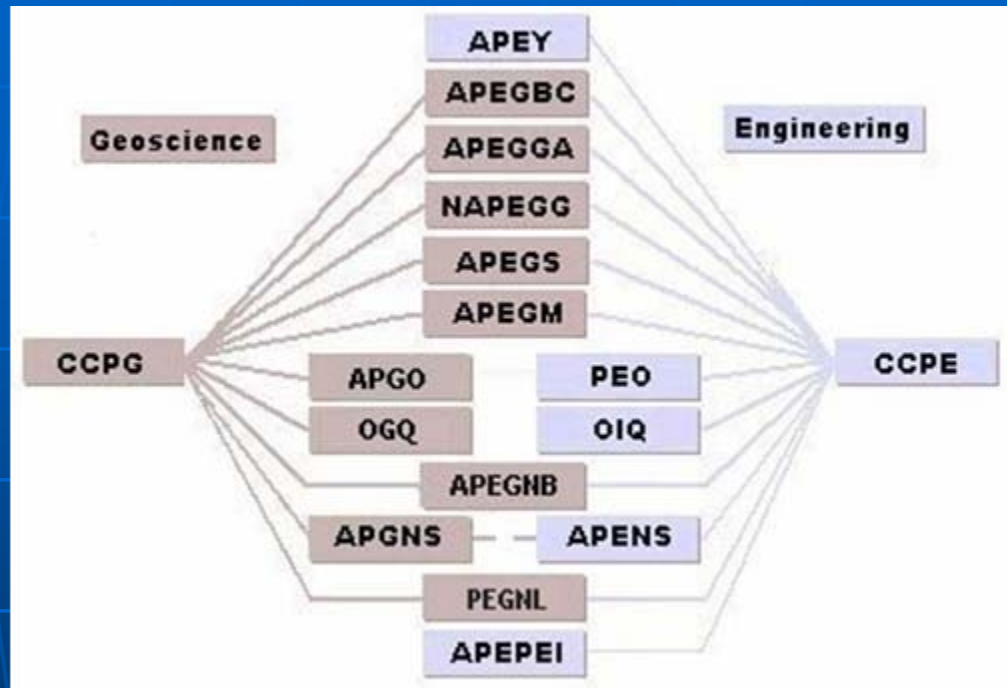 APEY
APEGBC
Geoscience
Engineering
APEGGA
NAPEGG
APEGS
APEGM
CCPG
CCPE
APGO
PEO
OGQ
OIQ
APEGNB
APGNS
APENS
PEGNL
APEPEI